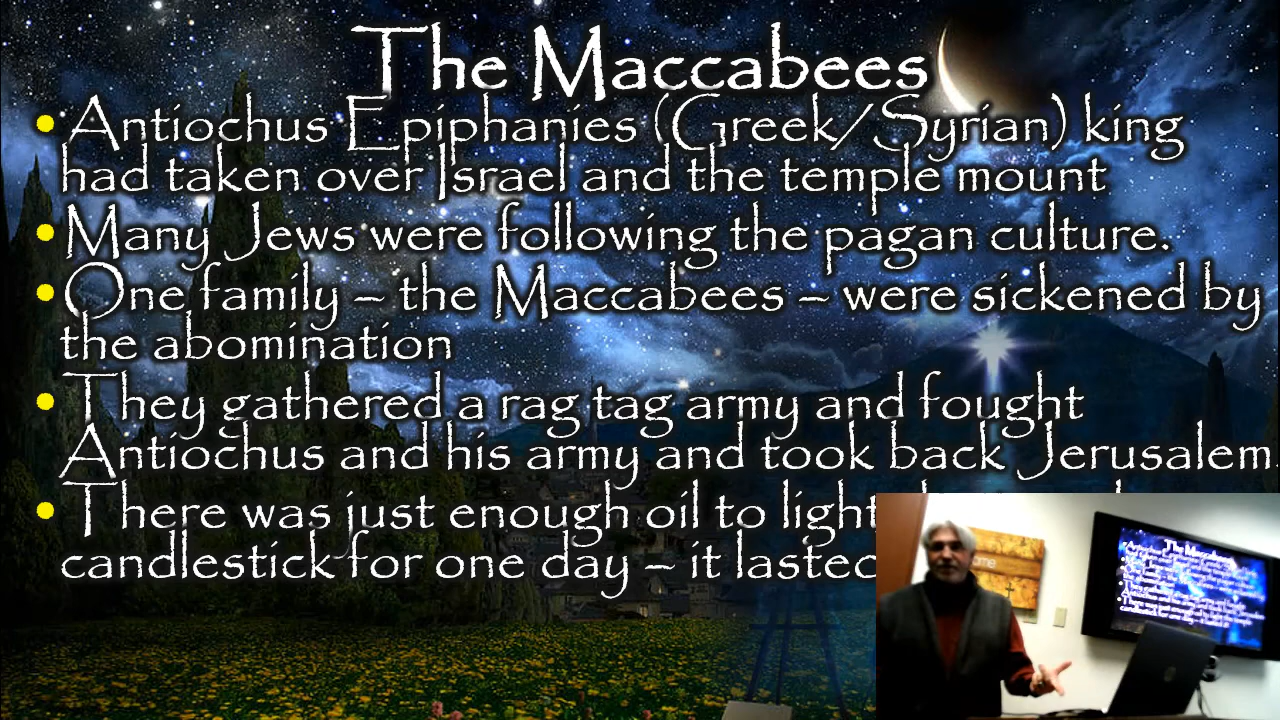 The Maccabees
• Antiochus Epiphanies (Greek/Syrian) king
had taken over Israel and the temple mount
• Many Jews were following the pagan culture.
• One family – the Maccabees – were sickened by
the abomination
• They gathered a rag tag army and fought
Antiochus and his army and took back Jerusalem.
• There was just enough oil to light
candlestick for one day – it lasted
The Maccabees